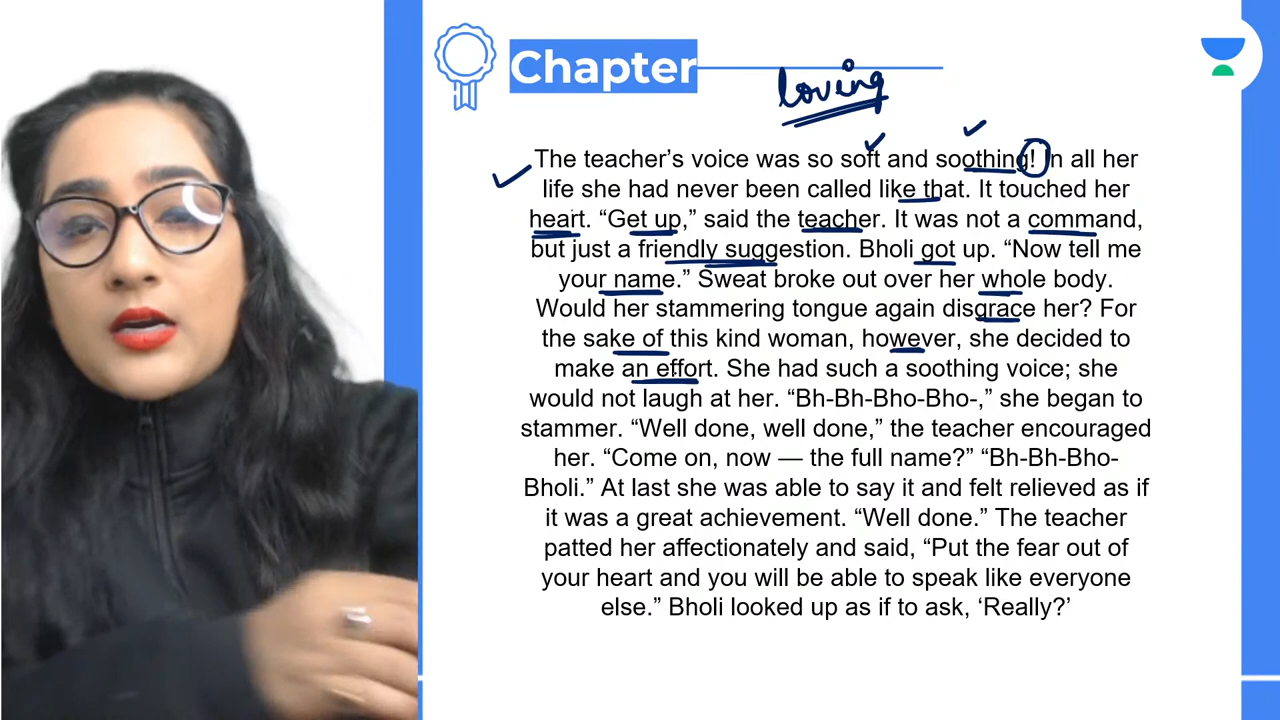 Chapter
loving
The teacher’s voice was so soft and soothing! In all her
life she had never been called like that. It touched her
heart. “Get up,” said the teacher. It was not a command,
but just a friendly suggestion. Bholi got up. “Now tell me
your name.” Sweat broke out over her whole body.
Would her stammering tongue again disgrace her? For
the sake of this kind woman, however, she decided to
make an effort. She had such a soothing voice; she
would not laugh at her. “Bh-Bh-Bho-Bho-,” she began to
stammer. “Well done, well done,” the teacher encouraged
her. “Come on, now — the full name?” “Bh-Bh-Bho-
Bholi.” At last she was able to say it and felt relieved as if
it was a great achievement. “Well done.” The teacher
patted her affectionately and said, “Put the fear out of
your heart and you will be able to speak like everyone
else.” Bholi looked up as if to ask, ‘Really?’